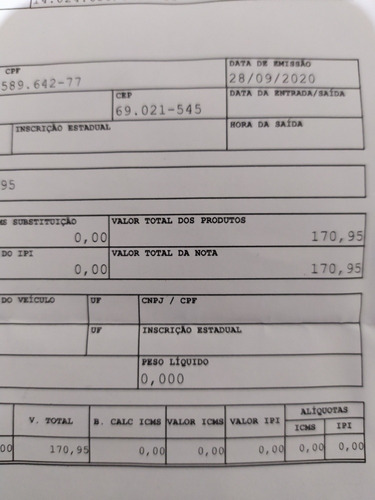 CPF
589.642-77
DATA DE EMISSÃO
28/09/2020
CEP
69.021-545
DATA DA ENTRADA/SAÍDA
INSCRIÇÃO ESTADUAL
HORA DA SAÍDA
95
SUBSTITUIÇÃO
0,00
VALOR TOTAL DOS PRODUTOS
170,95
DO IPI
0,00
VALOR TOTAL DA NOTA
170,95
DO VEÍCULO
UF
CNPJ / CPF
UF
INSCRIÇÃO ESTADUAL
PESO LÍQUIDO
0,000
V. TOTAL
B. CALC ICMS
VALOR ICMS
VALOR IPI
ALÍQUOTAS
ICMS
IPI
00
170,95
0,00
0,00
0,00
0,00
0,00